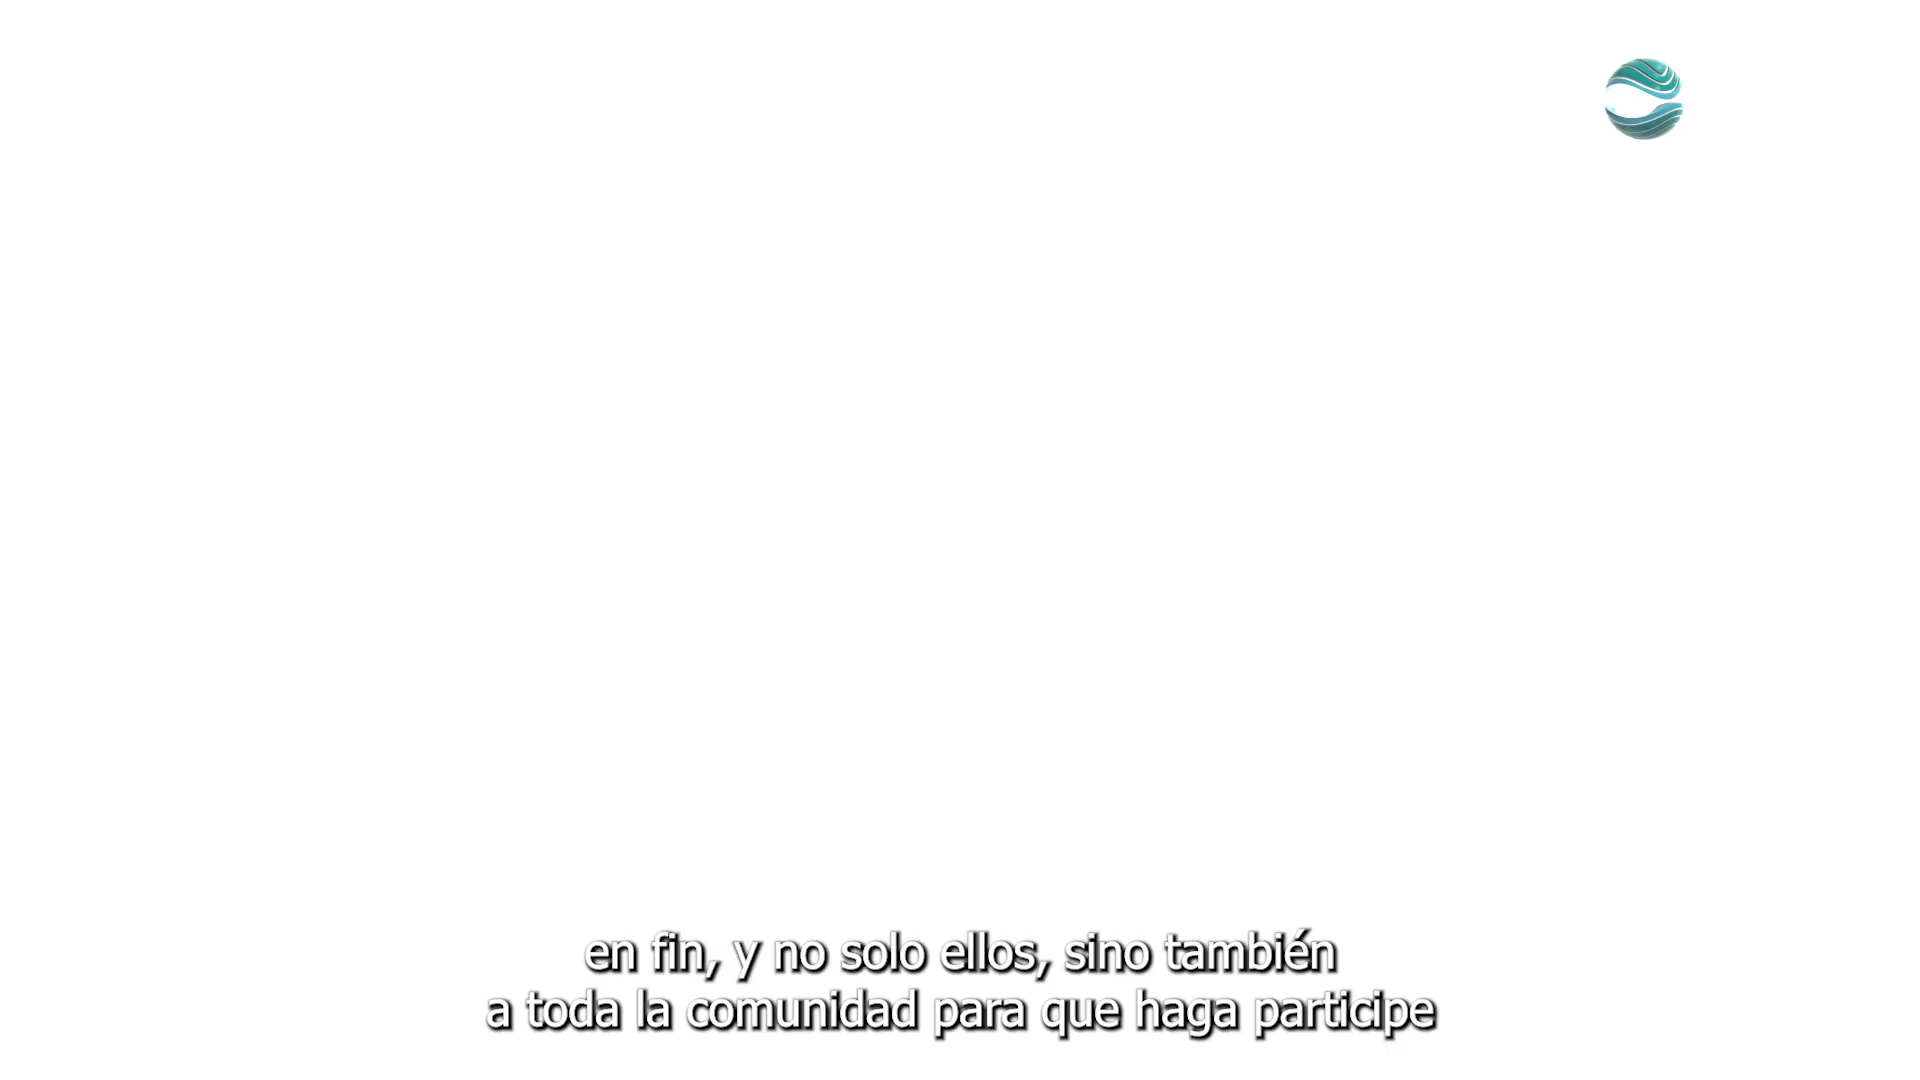 en fin, y no solo ellos, sino también
a toda la comunidad para que haga participe